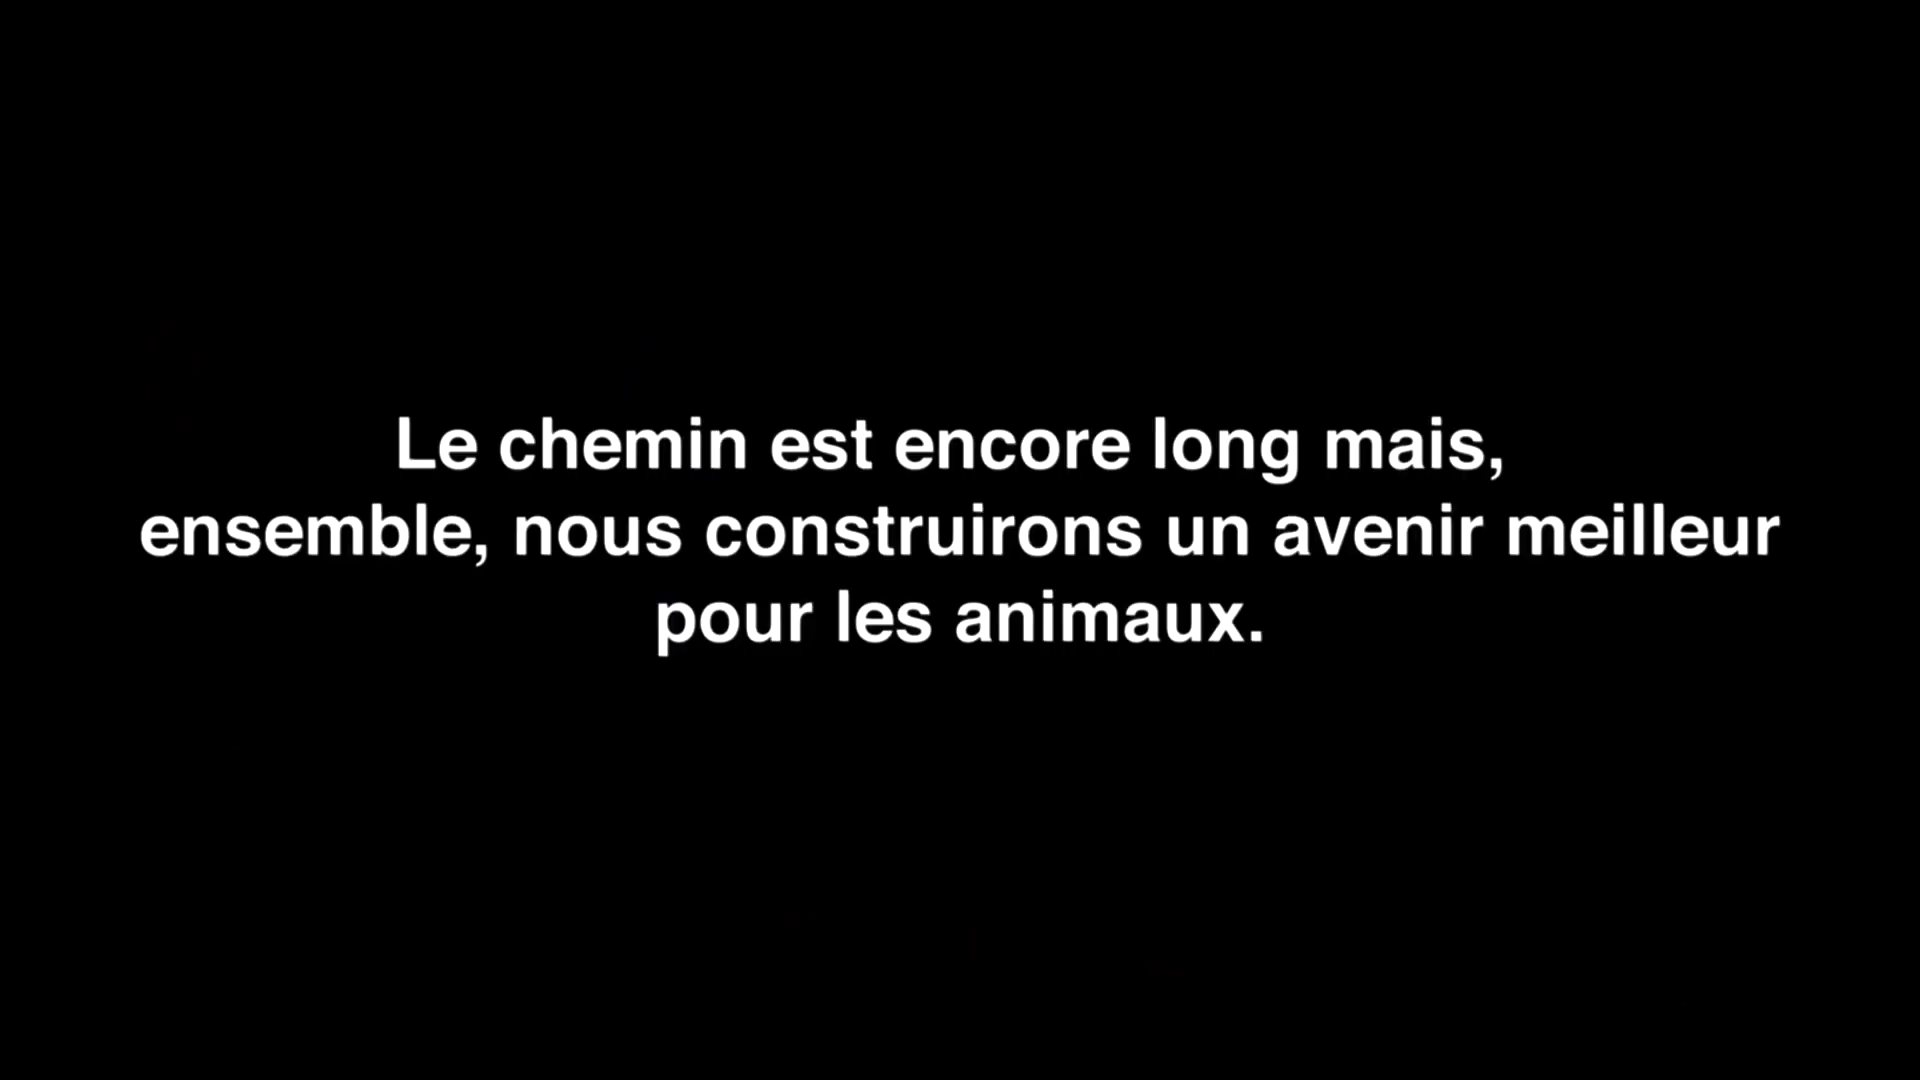 Le chemin est encore long mais,
ensemble, nous construirons un avenir meilleur
pour les animaux.